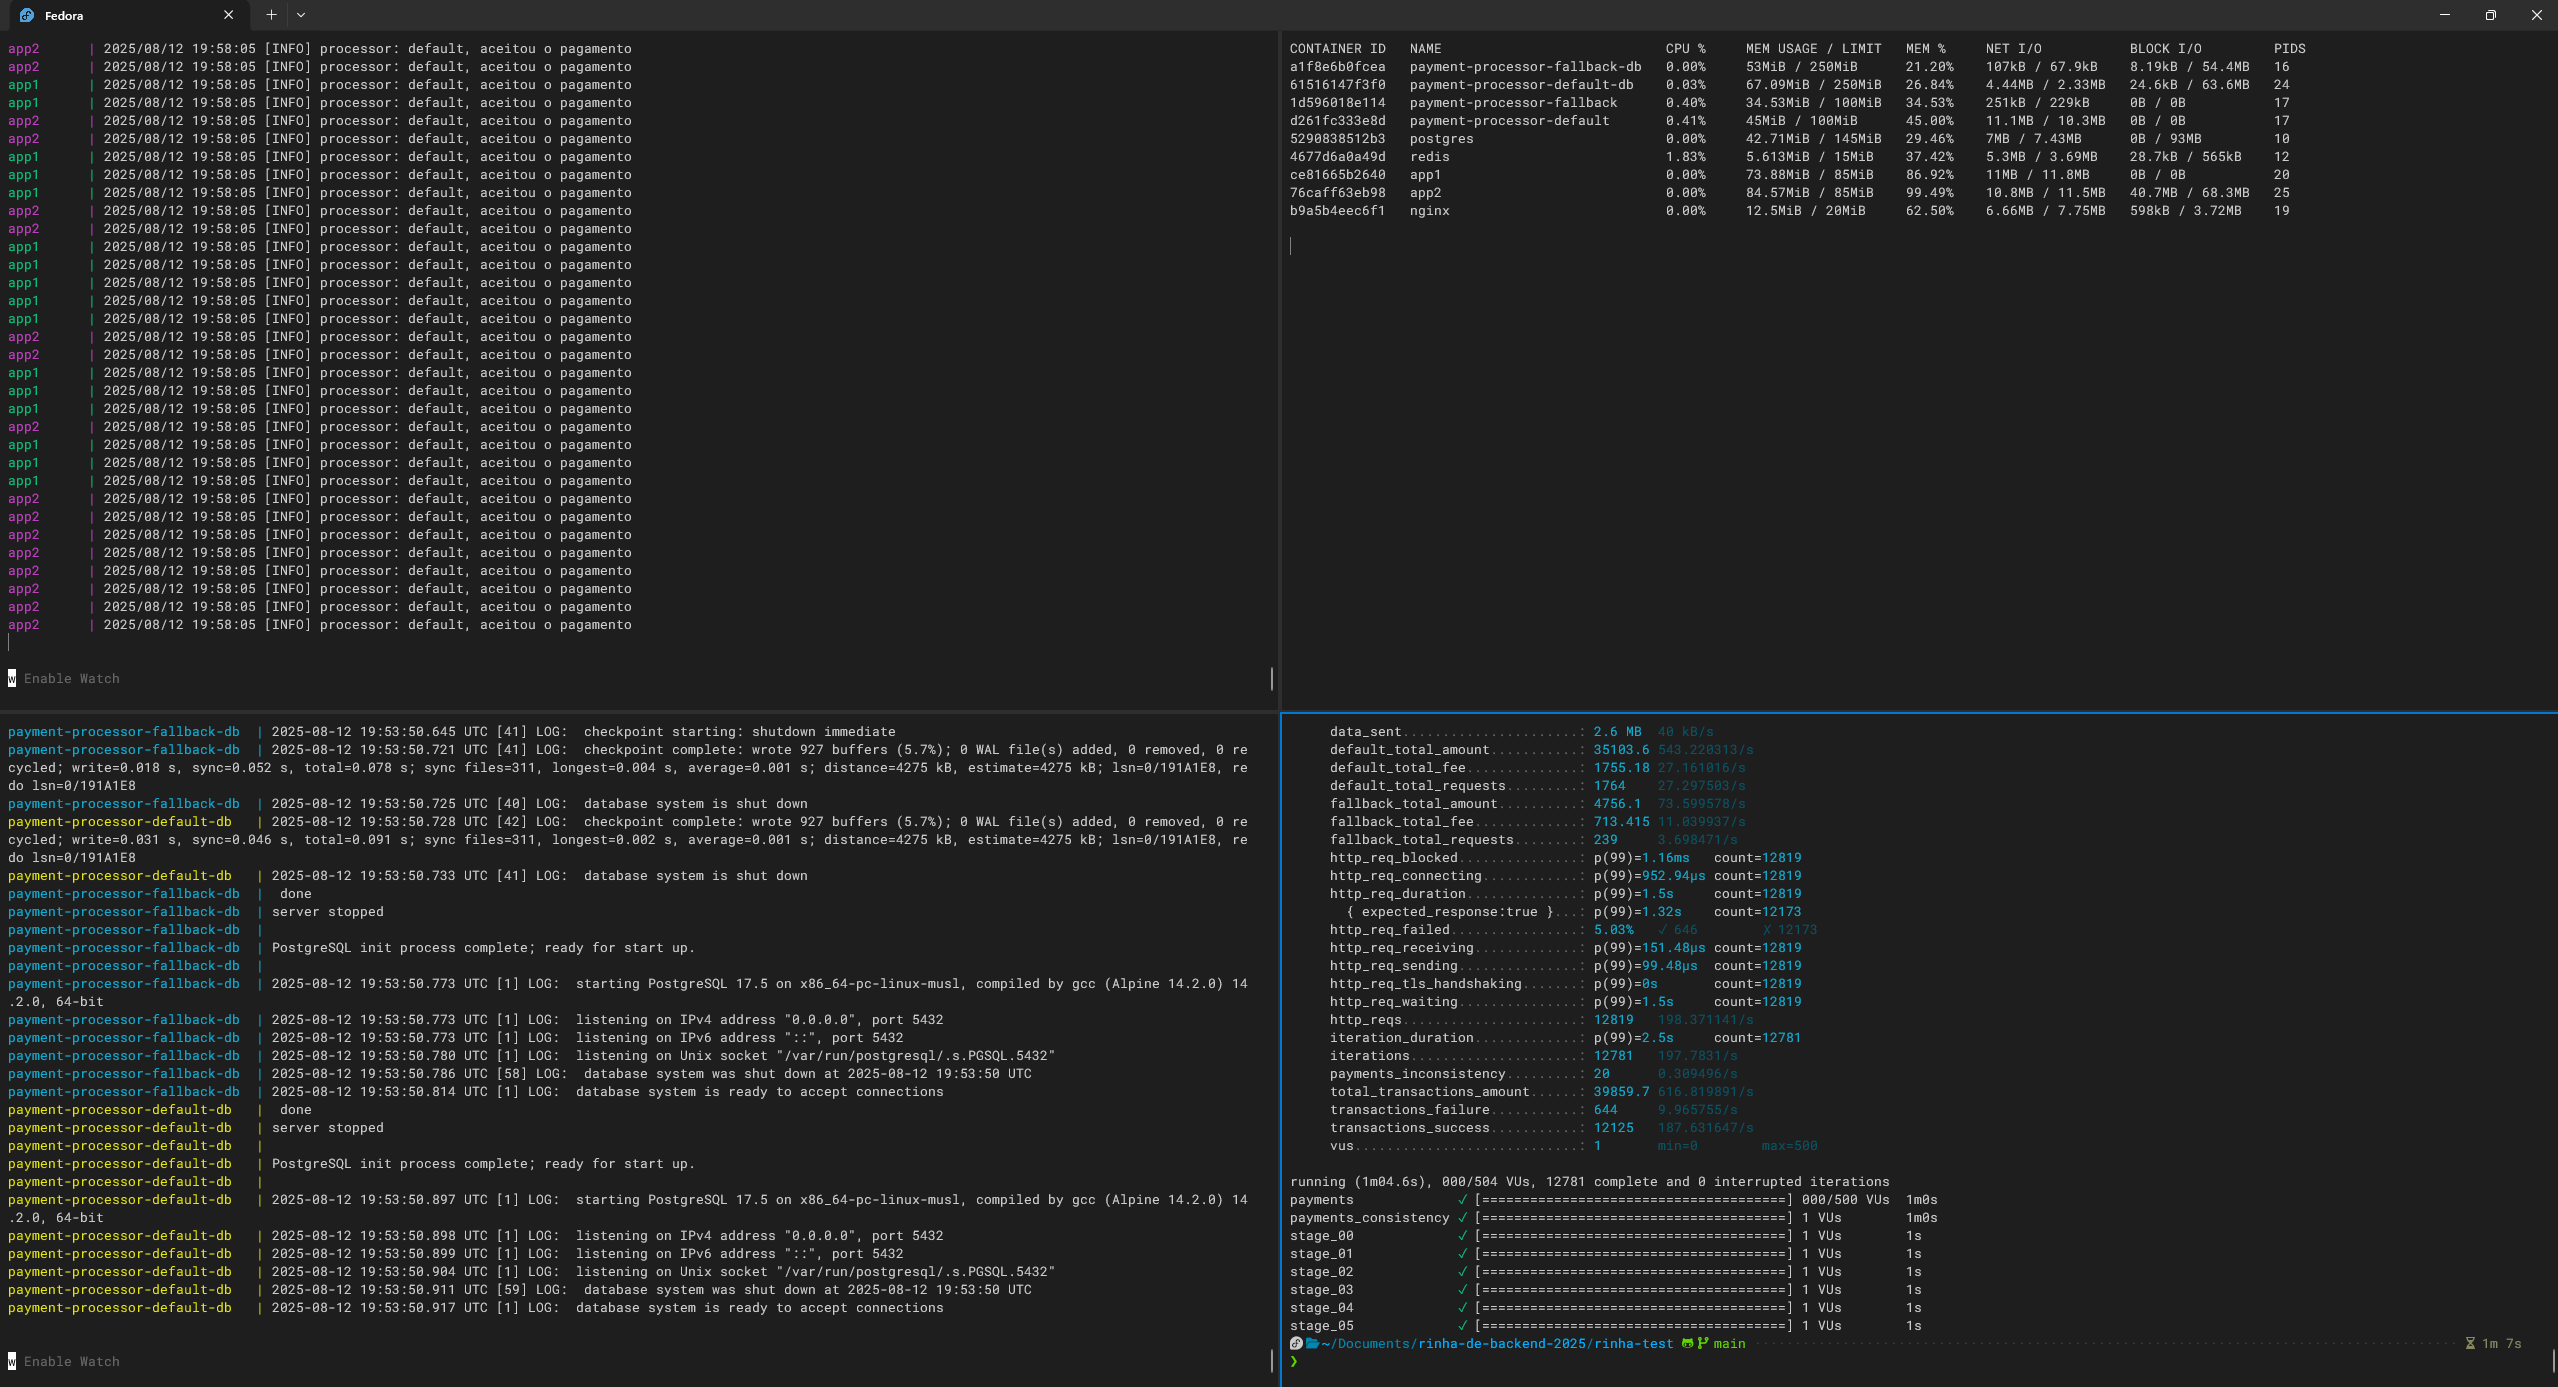 Fedora
app2 | 2025/08/12 19:58:05 [INFO] processor: default, aceitou o pagamento
app2 | 2025/08/12 19:58:05 [INFO] processor: default, aceitou o pagamento
app1 | 2025/08/12 19:58:05 [INFO] processor: default, aceitou o pagamento
app1 | 2025/08/12 19:58:05 [INFO] processor: default, aceitou o pagamento
app2 | 2025/08/12 19:58:05 [INFO] processor: default, aceitou o pagamento
app2 | 2025/08/12 19:58:05 [INFO] processor: default, aceitou o pagamento
app1 | 2025/08/12 19:58:05 [INFO] processor: default, aceitou o pagamento
app1 | 2025/08/12 19:58:05 [INFO] processor: default, aceitou o pagamento
app1 | 2025/08/12 19:58:05 [INFO] processor: default, aceitou o pagamento
app2 | 2025/08/12 19:58:05 [INFO] processor: default, aceitou o pagamento
app2 | 2025/08/12 19:58:05 [INFO] processor: default, aceitou o pagamento
app1 | 2025/08/12 19:58:05 [INFO] processor: default, aceitou o pagamento
app1 | 2025/08/12 19:58:05 [INFO] processor: default, aceitou o pagamento
app1 | 2025/08/12 19:58:05 [INFO] processor: default, aceitou o pagamento
app1 | 2025/08/12 19:58:05 [INFO] processor: default, aceitou o pagamento
app1 | 2025/08/12 19:58:05 [INFO] processor: default, aceitou o pagamento
app2 | 2025/08/12 19:58:05 [INFO] processor: default, aceitou o pagamento
app2 | 2025/08/12 19:58:05 [INFO] processor: default, aceitou o pagamento
app1 | 2025/08/12 19:58:05 [INFO] processor: default, aceitou o pagamento
app1 | 2025/08/12 19:58:05 [INFO] processor: default, aceitou o pagamento
app1 | 2025/08/12 19:58:05 [INFO] processor: default, aceitou o pagamento
app2 | 2025/08/12 19:58:05 [INFO] processor: default, aceitou o pagamento
app1 | 2025/08/12 19:58:05 [INFO] processor: default, aceitou o pagamento
app1 | 2025/08/12 19:58:05 [INFO] processor: default, aceitou o pagamento
app1 | 2025/08/12 19:58:05 [INFO] processor: default, aceitou o pagamento
app2 | 2025/08/12 19:58:05 [INFO] processor: default, aceitou o pagamento
app2 | 2025/08/12 19:58:05 [INFO] processor: default, aceitou o pagamento
app2 | 2025/08/12 19:58:05 [INFO] processor: default, aceitou o pagamento
app2 | 2025/08/12 19:58:05 [INFO] processor: default, aceitou o pagamento
app2 | 2025/08/12 19:58:05 [INFO] processor: default, aceitou o pagamento
app2 | 2025/08/12 19:58:05 [INFO] processor: default, aceitou o pagamento
app2 | 2025/08/12 19:58:05 [INFO] processor: default, aceitou o pagamento
app2 | 2025/08/12 19:58:05 [INFO] processor: default, aceitou o pagamento
w Enable Watch
CONTAINER ID NAME CPU % MEM USAGE / LIMIT MEM % NET I/O BLOCK I/O PIDS
a1f8e6b0fcea payment-processor-fallback-db 0.00% 53MiB / 250MiB 21.20% 107kB / 67.9kB 8.19kB / 54.4MB 16
61516147f3f0 payment-processor-default-db 0.03% 67.09MiB / 250MiB 26.84% 4.44MB / 2.33MB 24.6kB / 63.6MB 24
1d596018e114 payment-processor-fallback 0.40% 34.53MiB / 100MiB 34.53% 251kB / 229kB 0B / 0B 17
d261fc333e8d payment-processor-default 0.41% 45MiB / 100MiB 45.00% 11.1MB / 10.3MB 0B / 0B 17
5290838512b3 postgres 0.00% 42.71MiB / 145MiB 29.46% 7MB / 7.43MB 0B / 93MB 10
4677d6a0a49d redis 1.83% 5.613MiB / 15MiB 37.42% 5.3MB / 3.69MB 28.7kB / 565kB 12
ce81665b2640 app1 0.00% 73.88MiB / 85MiB 86.92% 11MB / 11.8MB 0B / 0B 20
76caff63eb98 app2 0.00% 84.57MiB / 85MiB 99.49% 10.8MB / 11.5MB 40.7MB / 68.3MB 25
b9a5b4eec6f1 nginx 0.00% 12.5MiB / 20MiB 62.50% 6.66MB / 7.75MB 598kB / 3.72MB 19
payment-processor-fallback-db | 2025-08-12 19:53:50.645 UTC [41] LOG:  checkpoint starting: shutdown immediate
payment-processor-fallback-db | 2025-08-12 19:53:50.721 UTC [41] LOG:  checkpoint complete: wrote 927 buffers (5.7%); 0 WAL file(s) added, 0 removed, 0 re
cycled; write=0.018 s, sync=0.052 s, total=0.078 s; sync files=311, longest=0.004 s, average=0.001 s; distance=4275 kB, estimate=4275 kB; lsn=0/191A1E8, re
do lsn=0/191A1E8
payment-processor-fallback-db | 2025-08-12 19:53:50.725 UTC [40] LOG:  database system is shut down
payment-processor-default-db | 2025-08-12 19:53:50.728 UTC [42] LOG:  checkpoint complete: wrote 927 buffers (5.7%); 0 WAL file(s) added, 0 removed, 0 re
cycled; write=0.031 s, sync=0.046 s, total=0.091 s; sync files=311, longest=0.002 s, average=0.001 s; distance=4275 kB, estimate=4275 kB; lsn=0/191A1E8, re
do lsn=0/191A1E8
payment-processor-default-db | 2025-08-12 19:53:50.733 UTC [41] LOG:  database system is shut down
payment-processor-fallback-db |  done
payment-processor-fallback-db | server stopped
payment-processor-fallback-db |
payment-processor-fallback-db | PostgreSQL init process complete; ready for start up.
payment-processor-fallback-db |
payment-processor-fallback-db | 2025-08-12 19:53:50.773 UTC [1] LOG:  starting PostgreSQL 17.5 on x86_64-pc-linux-musl, compiled by gcc (Alpine 14.2.0) 14
.2.0, 64-bit
payment-processor-fallback-db | 2025-08-12 19:53:50.773 UTC [1] LOG:  listening on IPv4 address "0.0.0.0", port 5432
payment-processor-fallback-db | 2025-08-12 19:53:50.773 UTC [1] LOG:  listening on IPv6 address "::", port 5432
payment-processor-fallback-db | 2025-08-12 19:53:50.780 UTC [1] LOG:  listening on Unix socket "/var/run/postgresql/.s.PGSQL.5432"
payment-processor-fallback-db | 2025-08-12 19:53:50.786 UTC [58] LOG:  database system was shut down at 2025-08-12 19:53:50 UTC
payment-processor-fallback-db | 2025-08-12 19:53:50.814 UTC [1] LOG:  database system is ready to accept connections
payment-processor-default-db |  done
payment-processor-default-db | server stopped
payment-processor-default-db |
payment-processor-default-db | PostgreSQL init process complete; ready for start up.
payment-processor-default-db |
payment-processor-default-db | 2025-08-12 19:53:50.897 UTC [1] LOG:  starting PostgreSQL 17.5 on x86_64-pc-linux-musl, compiled by gcc (Alpine 14.2.0) 14
.2.0, 64-bit
payment-processor-default-db | 2025-08-12 19:53:50.898 UTC [1] LOG:  listening on IPv4 address "0.0.0.0", port 5432
payment-processor-default-db | 2025-08-12 19:53:50.899 UTC [1] LOG:  listening on IPv6 address "::", port 5432
payment-processor-default-db | 2025-08-12 19:53:50.904 UTC [1] LOG:  listening on Unix socket "/var/run/postgresql/.s.PGSQL.5432"
payment-processor-default-db | 2025-08-12 19:53:50.911 UTC [59] LOG:  database system was shut down at 2025-08-12 19:53:50 UTC
payment-processor-default-db | 2025-08-12 19:53:50.917 UTC [1] LOG:  database system is ready to accept connections
w Enable Watch
data_sent......................: 2.6 MB 40 kB/s
default_total_amount...........: 35103.6 543.220313/s
default_total_fee..............: 1755.18 27.161016/s
default_total_requests.........: 1764 27.297503/s
fallback_total_amount..........: 4756.1 73.599578/s
fallback_total_fee.............: 713.415 11.039937/s
fallback_total_requests........: 239 3.698471/s
http_req_blocked...............: p(99)=1.16ms count=12819
http_req_connecting............: p(99)=952.94µs count=12819
http_req_duration..............: p(99)=1.5s count=12819
{ expected_response:true }...: p(99)=1.32s count=12173
http_req_failed................: 5.03% ✓ 646 ✗ 12173
http_req_receiving.............: p(99)=151.48µs count=12819
http_req_sending...............: p(99)=99.48µs count=12819
http_req_tls_handshaking.......: p(99)=0s count=12819
http_req_waiting...............: p(99)=1.5s count=12819
http_reqs......................: 12819 198.371141/s
iteration_duration.............: p(99)=2.5s count=12781
iterations.....................: 12781 197.7831/s
payments_inconsistency.........: 20 0.309496/s
total_transactions_amount......: 39859.7 616.819891/s
transactions_failure...........: 644 9.965755/s
transactions_success...........: 12125 187.631647/s
vus............................: 1 min=0 max=500
running (1m04.6s), 000/504 VUs, 12781 complete and 0 interrupted iterations
payments ✓ [======================================] 000/500 VUs 1m0s
payments_consistency ✓ [======================================] 1 VUs 1m0s
stage_00 ✓ [======================================] 1 VUs 1s
stage_01 ✓ [======================================] 1 VUs 1s
stage_02 ✓ [======================================] 1 VUs 1s
stage_03 ✓ [======================================] 1 VUs 1s
stage_04 ✓ [======================================] 1 VUs 1s
stage_05 ✓ [======================================] 1 VUs 1s
~/Documents/rinha-de-backend-2025/rinha-test main 1m 7s
❯